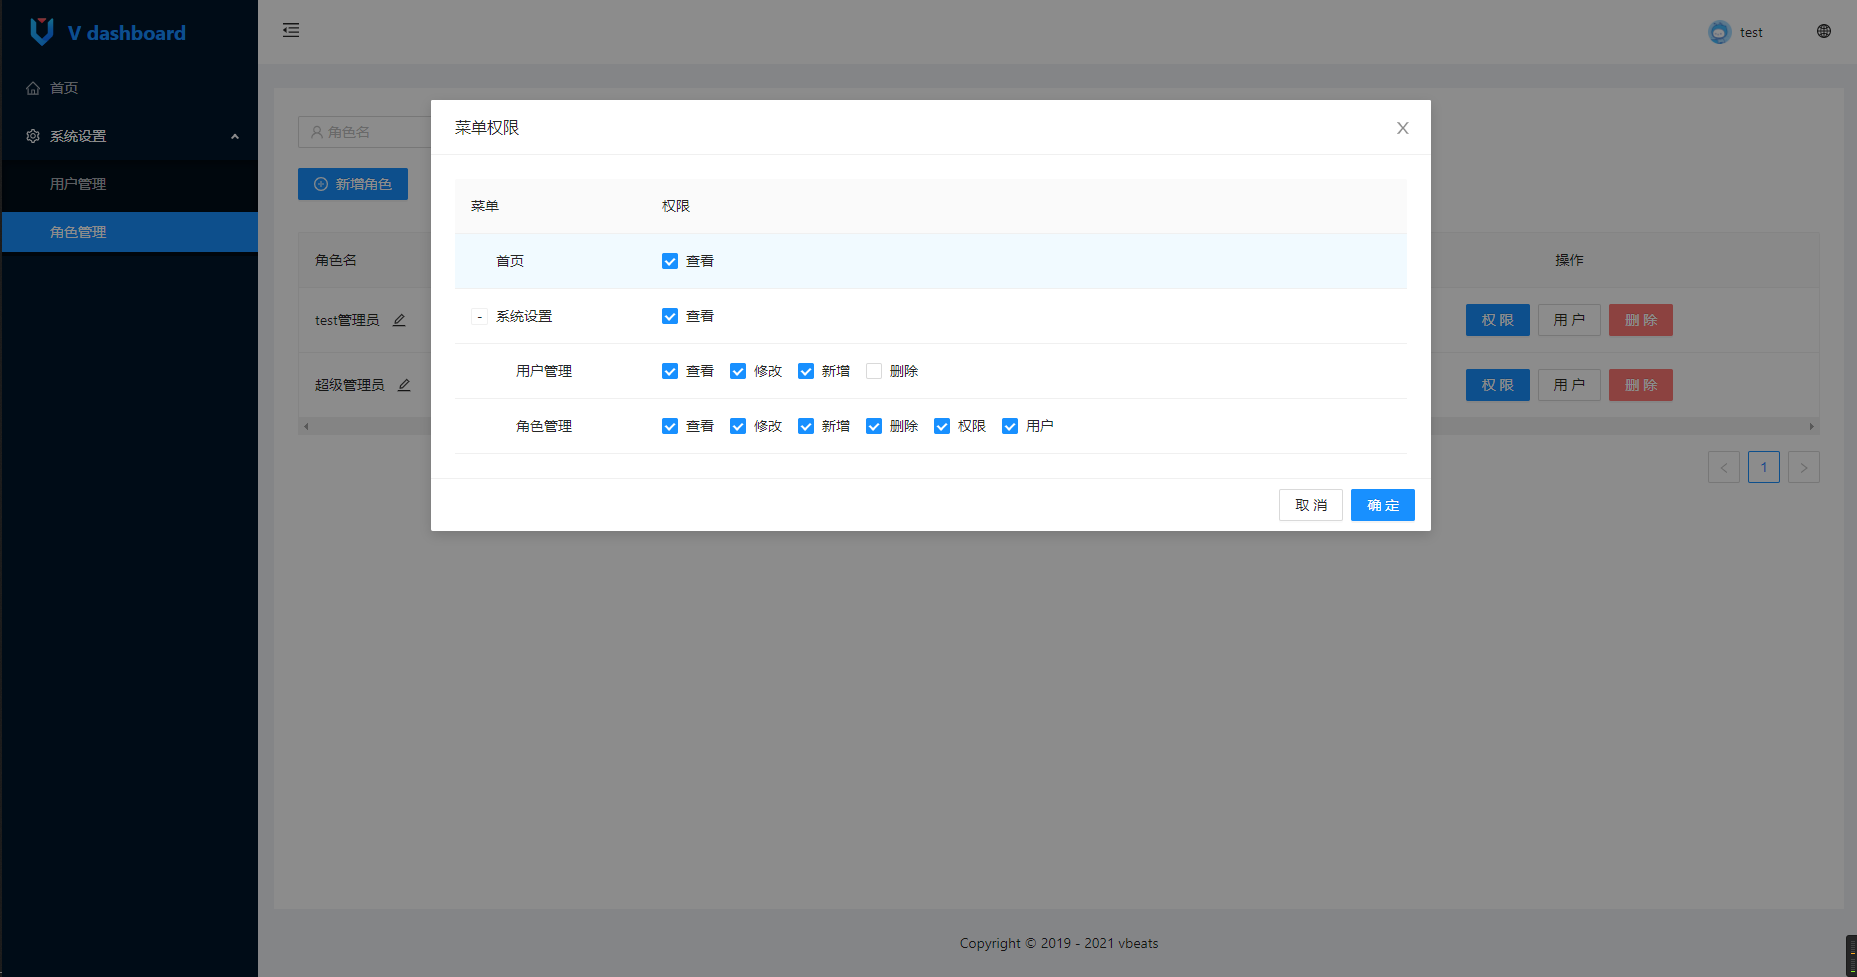 V dashboard
test
首页
系统设置
用户管理
角色管理
角色名
新增角色
角色名
操作
test管理员
权 限
用 户
删 除
超级管理员
权 限
用 户
删 除
1
菜单权限
菜单
权限
首页
查看
- 系统设置
查看
用户管理
查看 修改 新增 删除
角色管理
查看 修改 新增 删除 权限 用户
取 消
确 定
Copyright © 2019 - 2021 vbeats